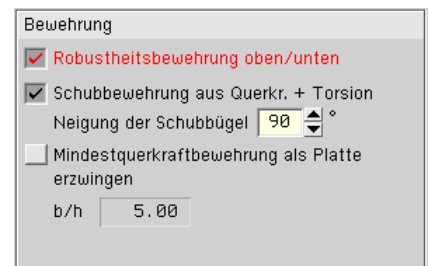 Bewehrung
Robustheitsbewehrung oben/unten
Schubbewehrung aus Querkr. + Torsion
Neigung der Schubbügel 90 °
Mindestquerkraftbewehrung als Platte
erzwingen
b/h 5.00